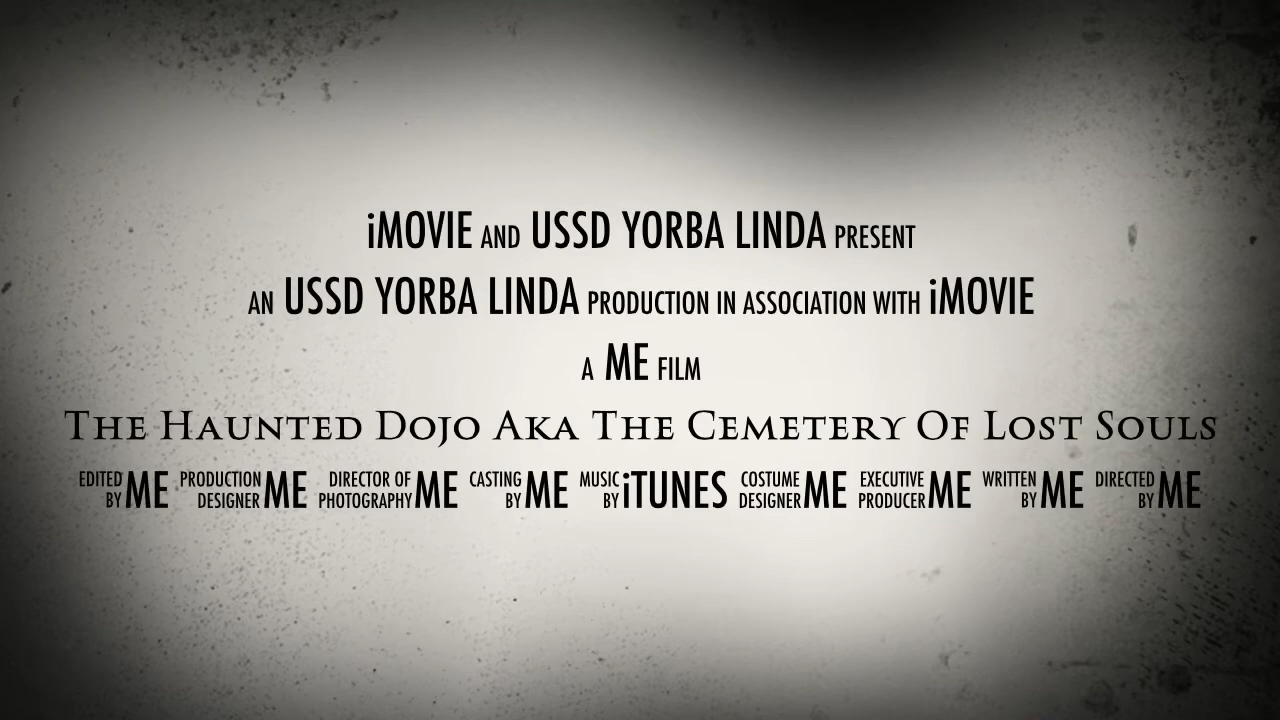 iMOVIE AND USSD YORBA LINDA PRESENT
AN USSD YORBA LINDA PRODUCTION IN ASSOCIATION WITH iMOVIE
A ME FILM
The Haunted Dojo Aka The Cemetery Of Lost Souls
EDITED BY ME PRODUCTION DESIGNER ME DIRECTOR OF PHOTOGRAPHY ME CASTING BY ME MUSIC BY iTUNES COSTUME DESIGNER ME EXECUTIVE PRODUCER ME WRITTEN BY ME DIRECTED BY ME